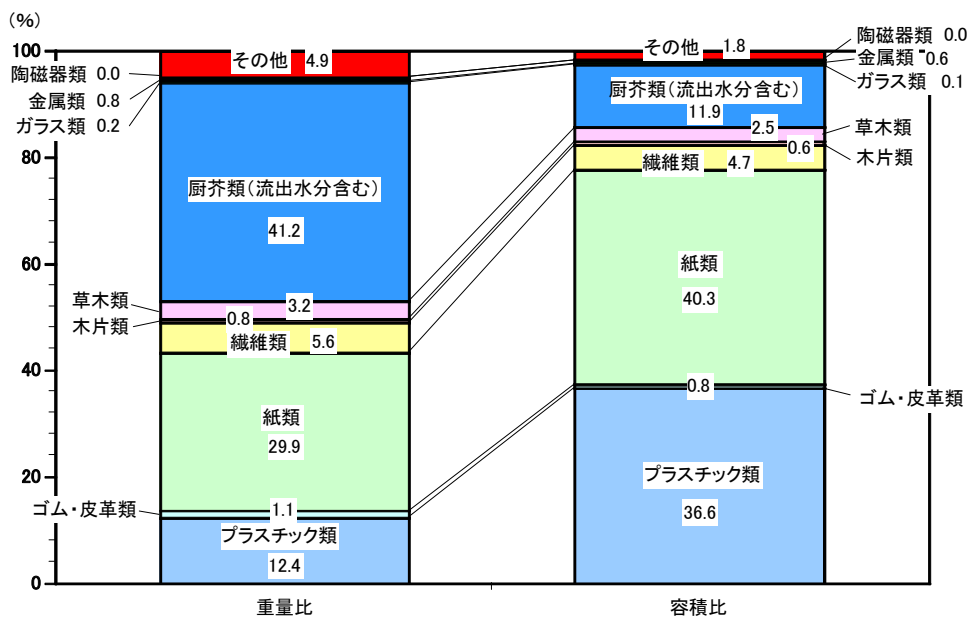 (%)
100
80
60
40
20
0
その他 4.9
陶磁器類 0.0
金属類 0.8
ガラス類 0.2
厨芥類(流出水分含む)
41.2
草木類
3.2
木片類
0.8
繊維類 5.6
紙類
29.9
ゴム・皮革類
1.1
プラスチック類
12.4
重量比
その他 1.8
陶磁器類 0.0
金属類 0.6
ガラス類 0.1
厨芥類(流出水分含む)
11.9
2.5
草木類
0.6
木片類
繊維類 4.7
紙類
40.3
0.8
ゴム・皮革類
プラスチック類
36.6
容積比